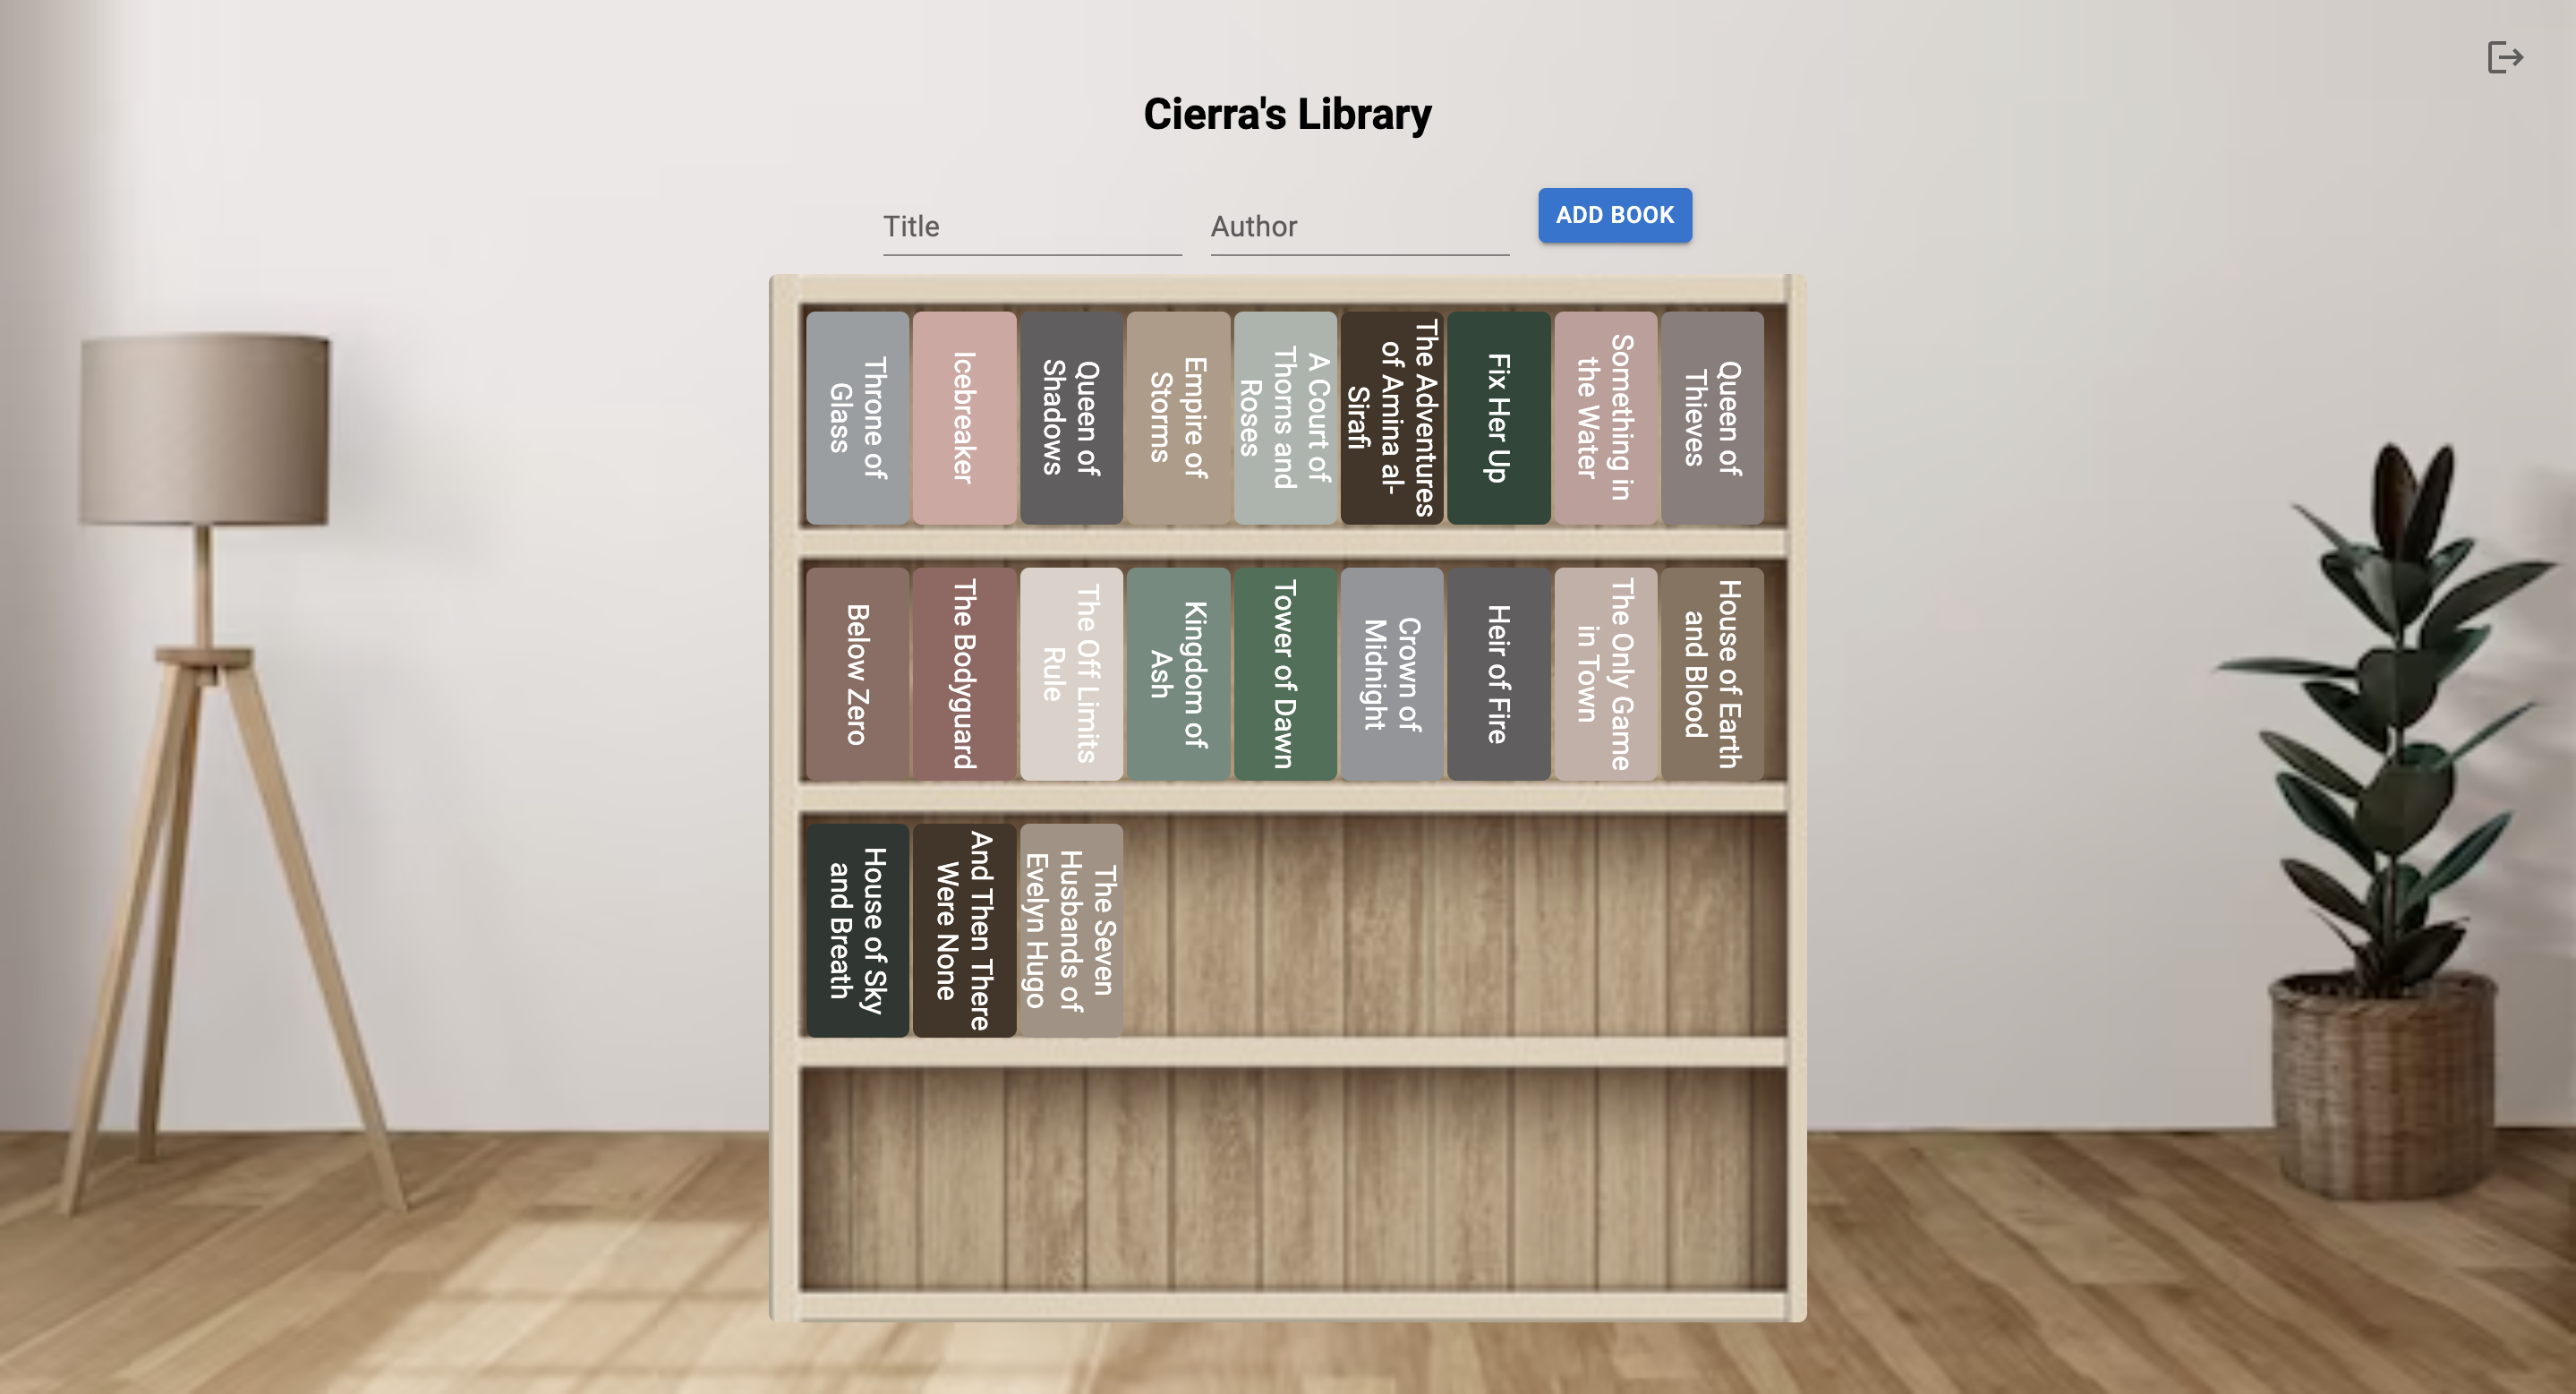 Cierra's Library
Title
Author
ADD BOOK
Throne of
Glass
Icebreaker
Queen of
Shadows
Empire of
Storms
A Court of
Thorns and
Roses
The Adventures
of Amina al-
Sirafi
Fix Her Up
Something in
the Water
Queen of
Thieves
Below Zero
The Bodyguard
The Off Limits
Rule
Kingdom of
Ash
Tower of Dawn
Crown of
Midnight
Heir of Fire
The Only Game
in Town
House of Earth
and Blood
House of Sky
and Breath
And Then There
Were None
The Seven
Husbands of
Evelyn Hugo